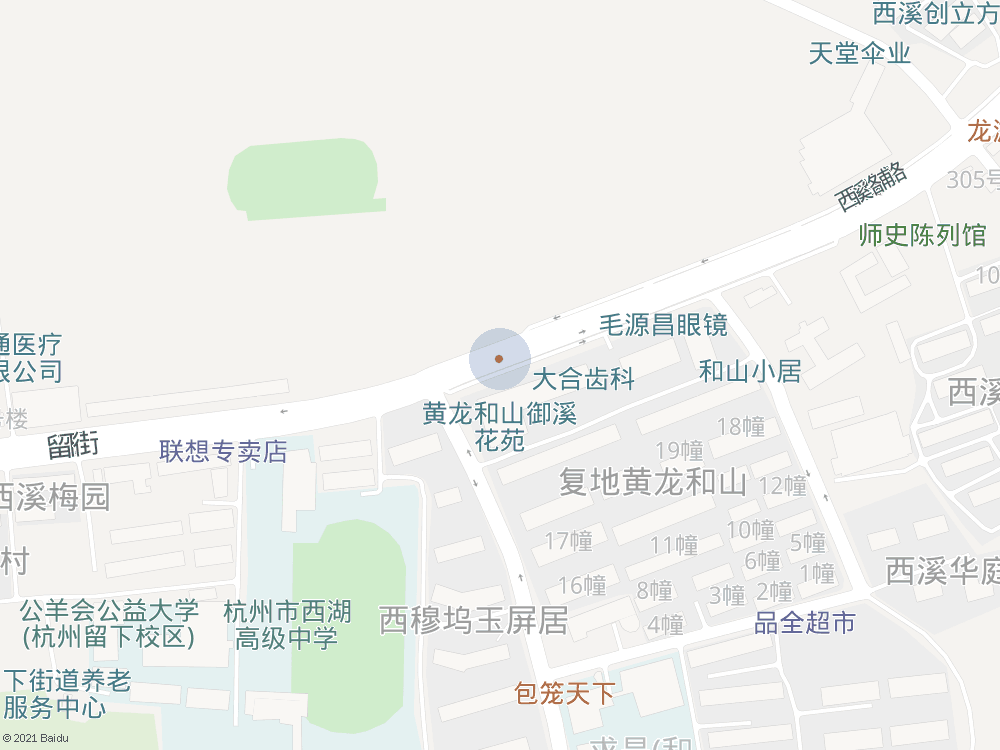 西溪创立方
天堂伞业
龙
西溪路辅路
305号
师史陈列馆
10
毛源昌眼镜
通医疗
限公司
大合齿科
和山小居
西溪
黄龙和山御溪
花苑
18幢
楼
留街
联想专卖店
19幢
复地黄龙和山
12幢
西溪梅园
10幢
17幢
11幢
5幢
村
6幢
1幢
西溪华庭
16幢
8幢
2幢
3幢
公羊会公益大学
(杭州留下校区)
杭州市西湖
高级中学
西穆坞玉屏居
4幢
品全超市
下街道养老
服务中心
包笼天下
© 2021 Baidu